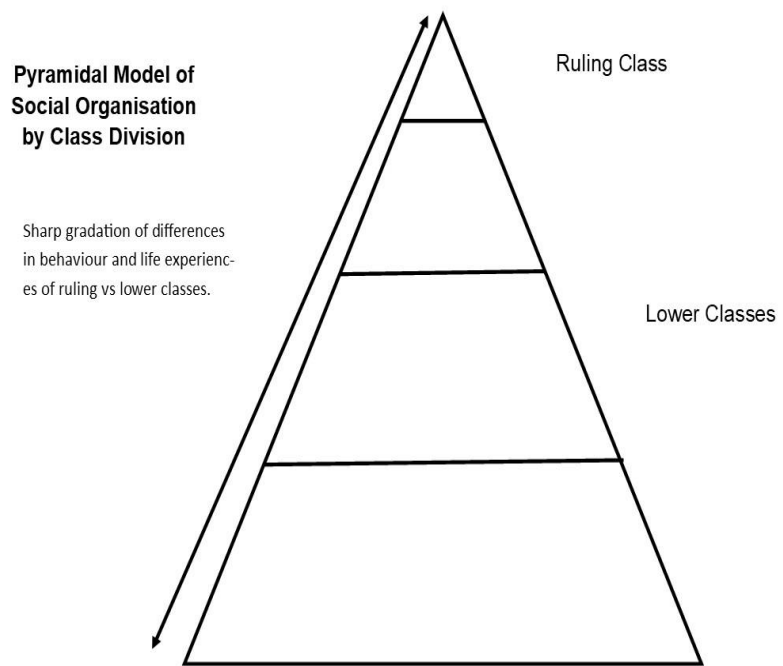 Pyramidal Model of
Social Organisation
by Class Division
Sharp gradation of differences
in behaviour and life experienc-
es of ruling vs lower classes.
Ruling Class
Lower Classes